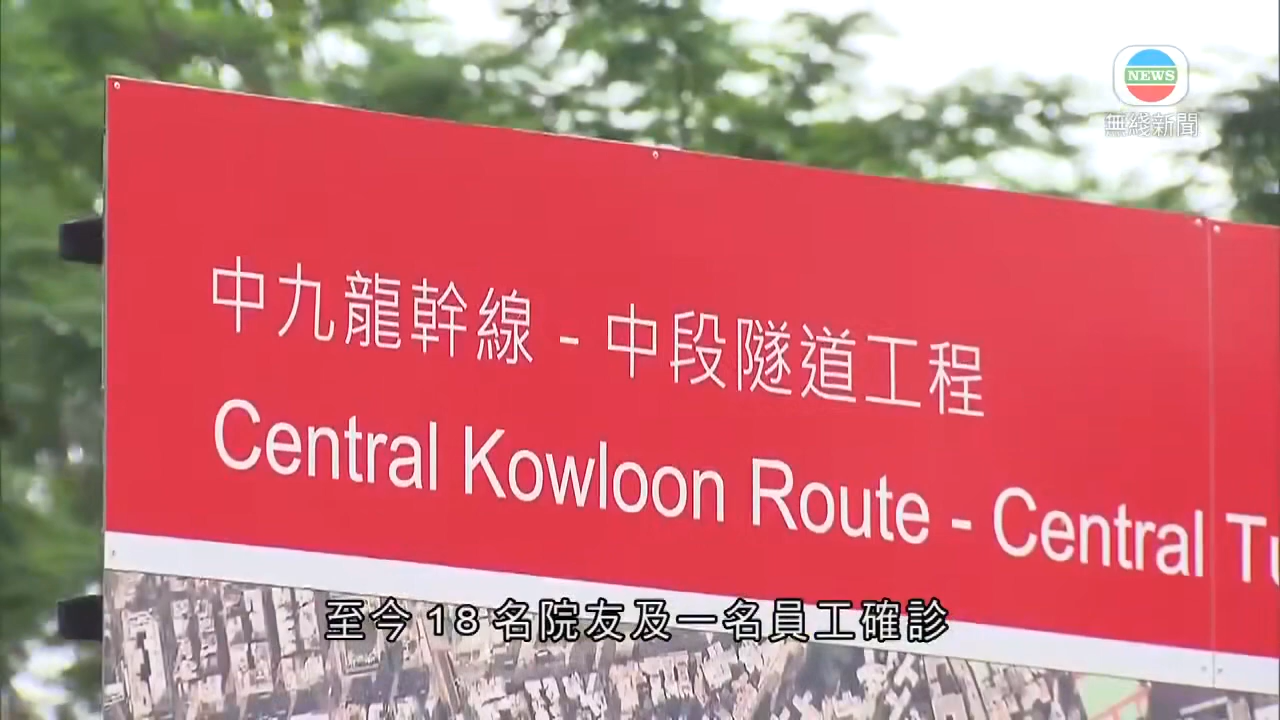 NEWS
無綫新聞
中九龍幹線 - 中段隧道工程
Central Kowloon Route - Central
至今18名院友及一名員工確診